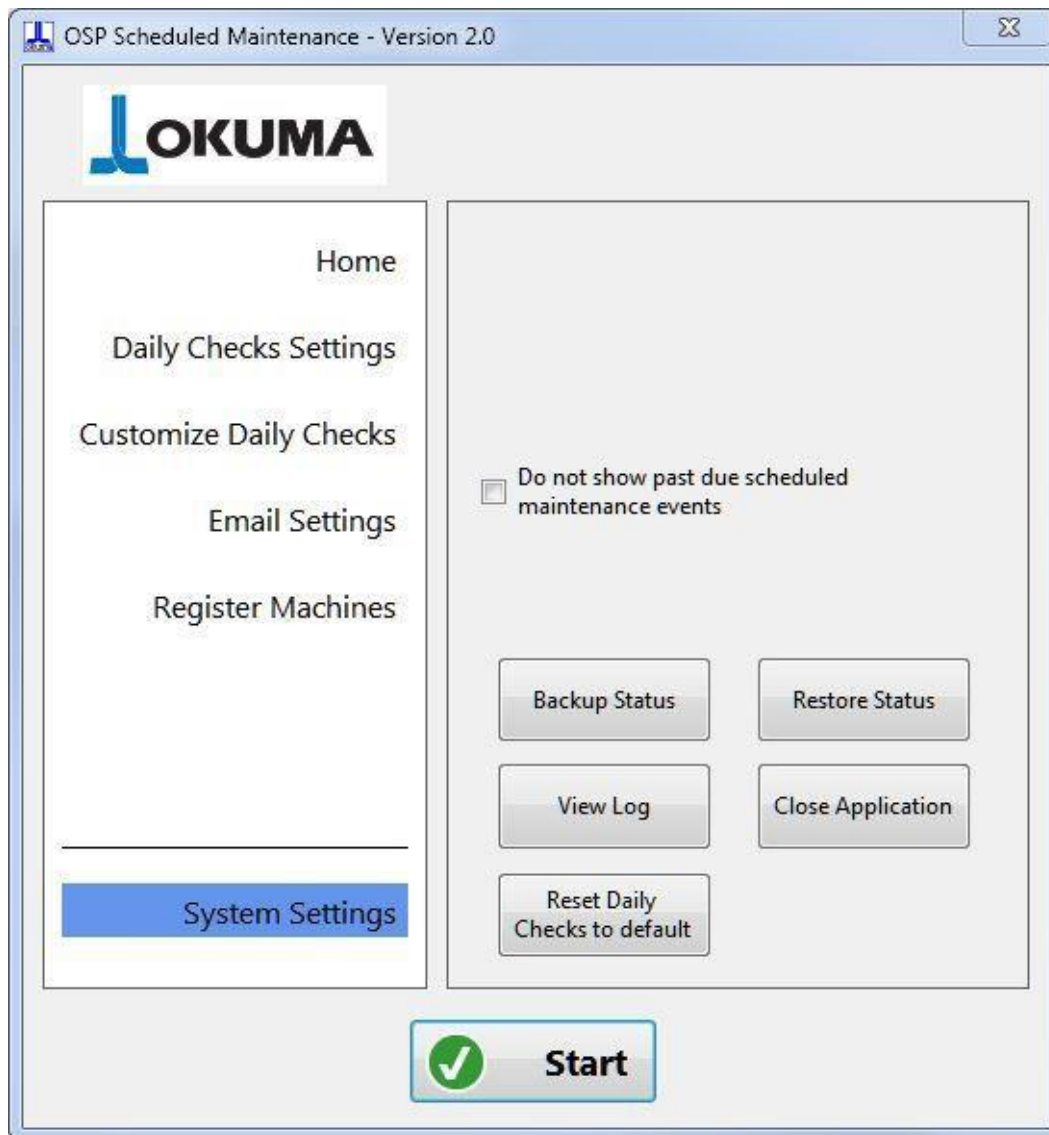 OSP Scheduled Maintenance - Version 2.0
OKUMA
Home
Daily Checks Settings
Customize Daily Checks
Email Settings
Register Machines
System Settings
Do not show past due scheduled
maintenance events
Backup Status
Restore Status
View Log
Close Application
Reset Daily
Checks to default
Start